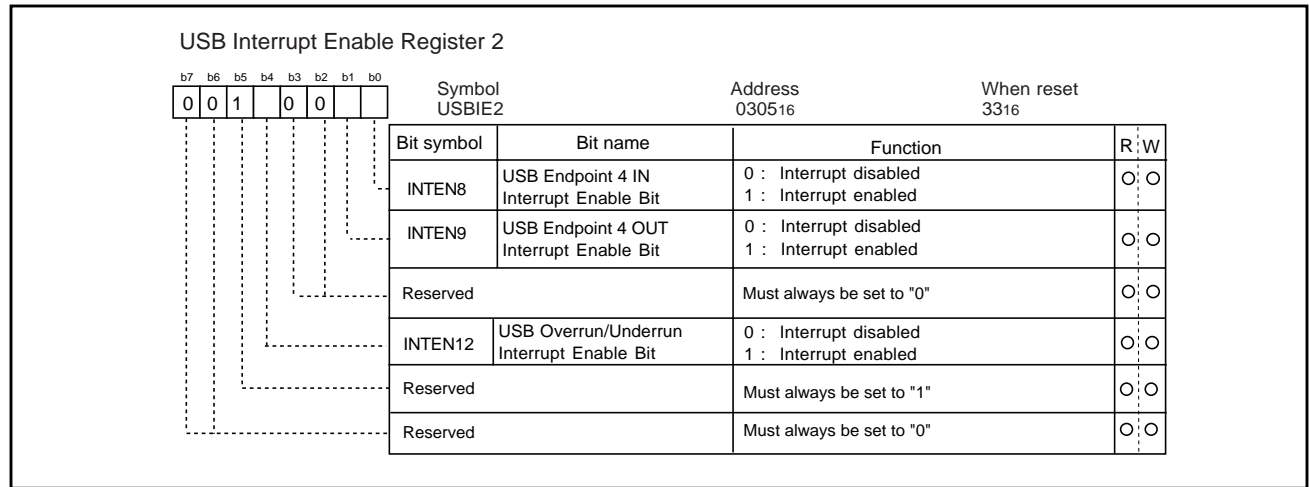 USB Interrupt Enable Register 2
b7 b6 b5 b4 b3 b2 b1 b0
0 0 1 0 0
Symbol Address When reset
USBIE2 030516 3316
Bit symbol Bit name Function R W
INTEN8 USB Endpoint 4 IN 0 : Interrupt disabled O O
Interrupt Enable Bit 1 : Interrupt enabled
INTEN9 USB Endpoint 4 OUT 0 : Interrupt disabled O O
Interrupt Enable Bit 1 : Interrupt enabled
Reserved Must always be set to "0" O O
INTEN12 USB Overrun/Underrun 0 : Interrupt disabled O O
Interrupt Enable Bit 1 : Interrupt enabled
Reserved Must always be set to "1" O O
Reserved Must always be set to "0" O O